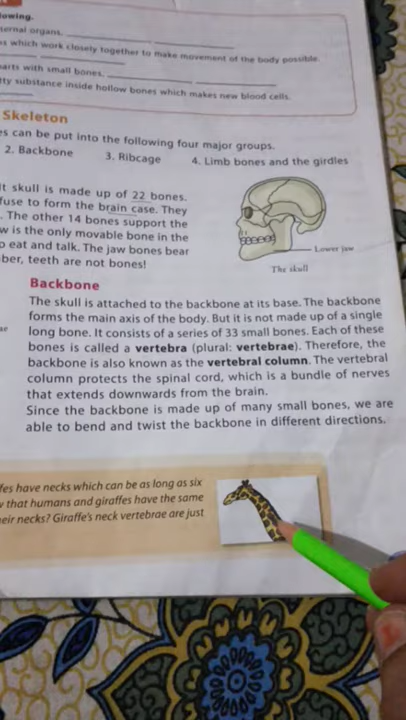 lowing.
ternal organs.
s which work closely together to make movement of the body possible.
parts with small bones.
tty substance inside hollow bones which makes new blood cells.
Skeleton
es can be put into the following four major groups.
2. Backbone 3. Ribcage 4. Limb bones and the girdles
lt skull is made up of 22 bones.
fuse to form the brain case. They
. The other 14 bones support the
w is the only movable bone in the
o eat and talk. The jaw bones bear
ber, teeth are not bones!
Lower jaw
The skull
Backbone
The skull is attached to the backbone at its base. The backbone
forms the main axis of the body. But it is not made up of a single
long bone. It consists of a series of 33 small bones. Each of these
bones is called a vertebra (plural: vertebrae). Therefore, the
backbone is also known as the vertebral column. The vertebral
column protects the spinal cord, which is a bundle of nerves
that extends downwards from the brain.
Since the backbone is made up of many small bones, we are
able to bend and twist the backbone in different directions.
ffes have necks which can be as long as six
w that humans and giraffes have the same
heir necks? Giraffe's neck vertebrae are just